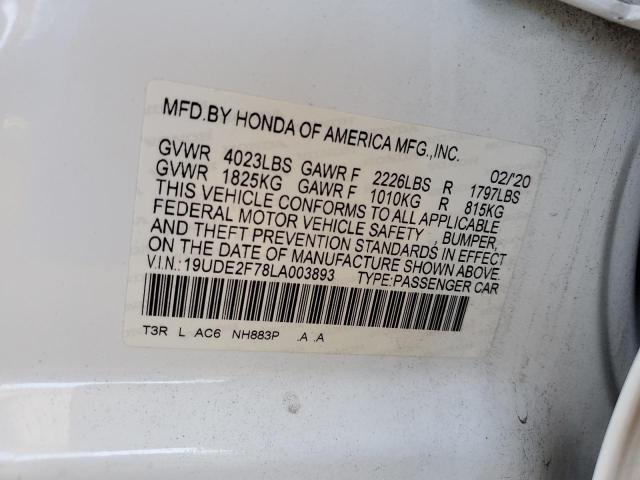 MFD.BY HONDA OF AMERICA MFG.,INC.
02/'20
GVWR 4023LBS GAWR F 2226LBS R 1797LBS
GVWR 1825KG GAWR F 1010KG R 815KG
THIS VEHICLE CONFORMS TO ALL APPLICABLE
FEDERAL MOTOR VEHICLE SAFETY , BUMPER,
AND THEFT PREVENTION STANDARDS IN EFFECT
ON THE DATE OF MANUFACTURE SHOWN ABOVE.
V.I.N.:19UDE2F78LA003893 TYPE:PASSENGER CAR
T3R L AC6 NH883P .A .A